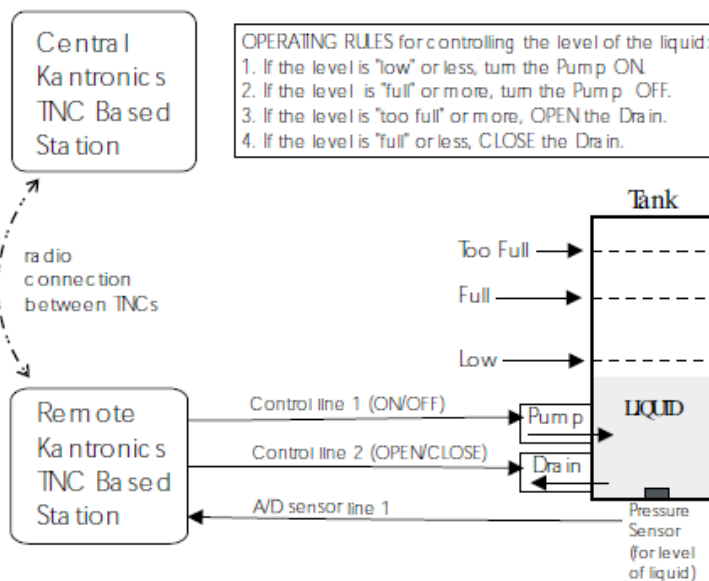 Central
Kantronics
TNC Based
Station
OPERATING RULES for controlling the level of the liquid:
1. If the level is "low" or less, turn the Pump ON.
2. If the level is "full" or more, turn the Pump OFF.
3. If the level is "too full" or more, OPEN the Drain.
4. If the level is "full" or less, CLOSE the Drain.
Tank
radio
connection
between TNCs
Too Full
Full
Low
LIQUID
Remote
Kantronics
TNC Based
Station
Control line 1 (ON/OFF)
Pump
Control line 2 (OPEN/CLOSE)
Drain
A/D sensor line 1
Pressure
Sensor
(for level
of liquid)